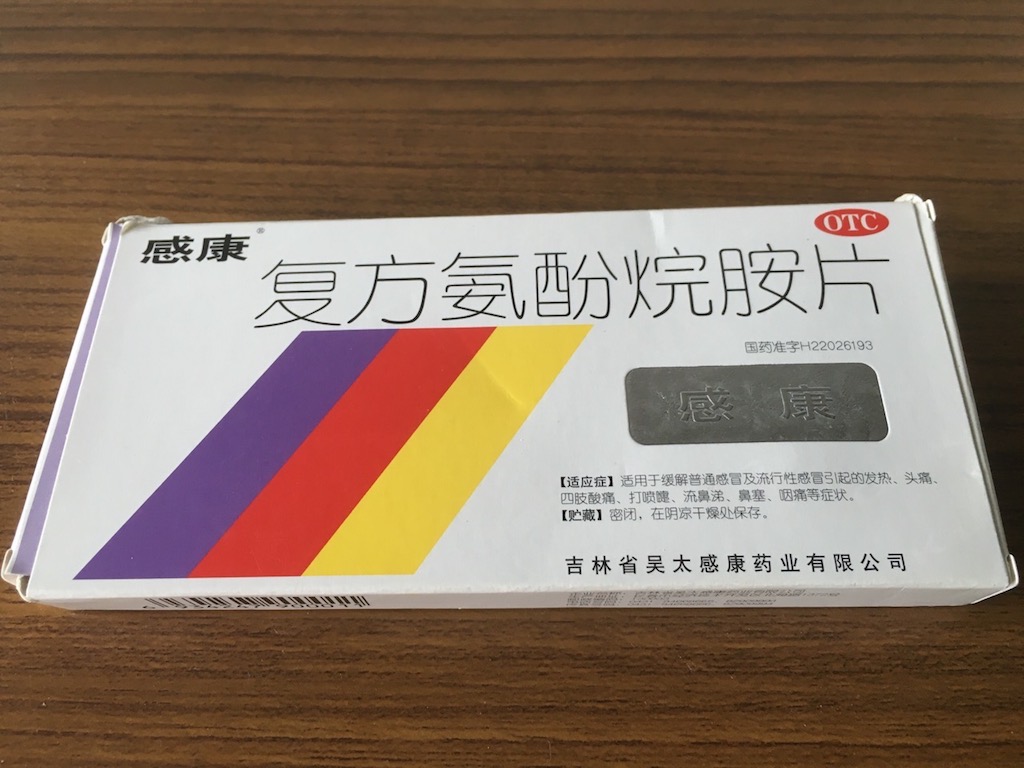 感康®
OTC
复方氨酚烷胺片
国药准字H22026193
感康
【适应症】适用于缓解普通感冒及流行性感冒引起的发热、头痛、
四肢酸痛、打喷嚏、流鼻涕、鼻塞、咽痛等症状。
【贮藏】密闭，在阴凉干燥处保存。
吉林省吴太感康药业有限公司